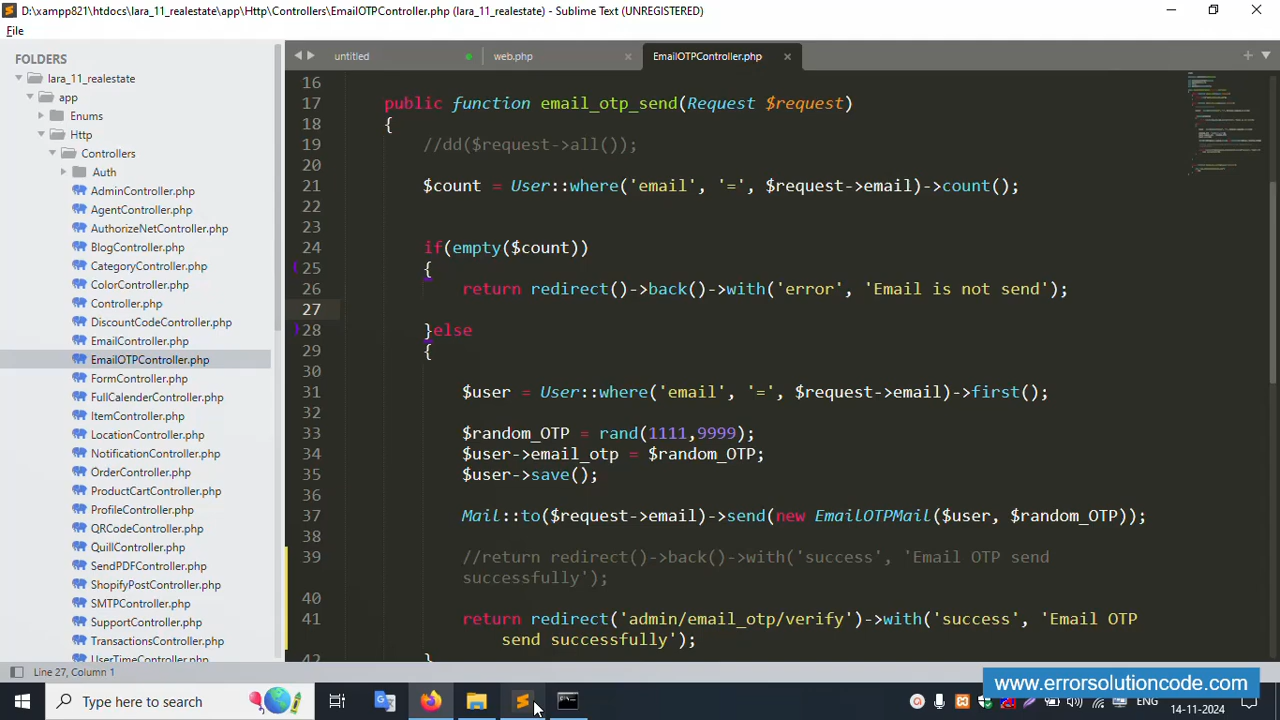 D:\xampp821\htdocs\lara_11_realestate\app\Http\Controllers\EmailOTPController.php (lara_11_realestate) - Sublime Text (UNREGISTERED)
File
FOLDERS
lara_11_realestate
app
Enums
Http
Controllers
Auth
AdminController.php
AgentController.php
AuthorizeNetController.php
BlogController.php
CategoryController.php
ColorController.php
Controller.php
DiscountCodeController.php
EmailController.php
EmailOTPController.php
FormController.php
FullCalenderController.php
ItemController.php
LocationController.php
NotificationController.php
OrderController.php
ProductCartController.php
ProfileController.php
QRCodeController.php
QuillController.php
SendPDFController.php
ShopifyPostController.php
SMTPController.php
SupportController.php
TransactionsController.php
UserTimeController.php
untitled web.php EmailOTPController.php
16
17 public function email_otp_send(Request $request)
18 {
19 //dd($request->all());
20
21 $count = User::where('email', '=', $request->email)->count();
22
23
24 if(empty($count))
25 {
26 return redirect()->back()->with('error', 'Email is not send');
27
28 }else
29 {
30
31 $user = User::where('email', '=', $request->email)->first();
32
33 $random_OTP = rand(1111,9999);
34 $user->email_otp = $random_OTP;
35 $user->save();
36
37 Mail::to($request->email)->send(new EmailOTPMail($user, $random_OTP));
38
39 //return redirect()->back()->with('success', 'Email OTP send
successfully');
40
41 return redirect('admin/email_otp/verify')->with('success', 'Email OTP
send successfully');
42 }
Line 27, Column 1
www.errorsolutioncode.com
Type here to search
ENG
14-11-2024